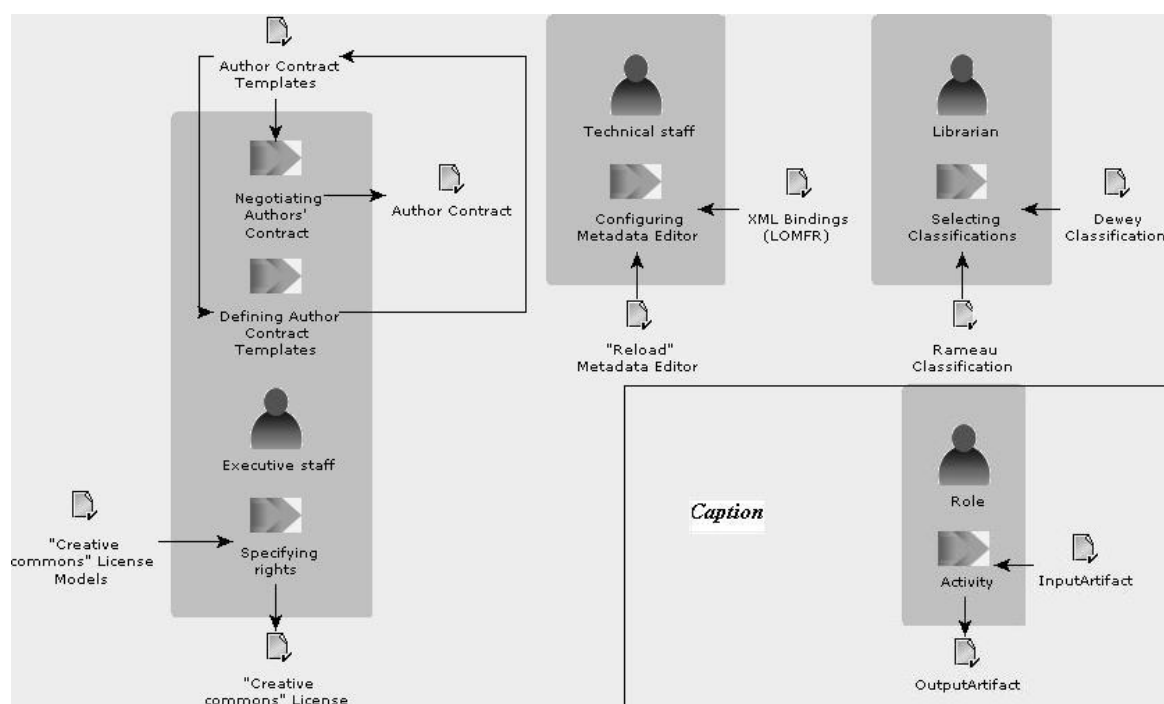 Author Contract
Templates
Negotiating
Authors'
Contract
Author Contract
Defining Author
Contract
Templates
Executive staff
"Creative
commons" License
Models
Specifying
rights
"Creative
commons" License
Technical staff
Configuring
Metadata Editor
XML Bindings
(LOMFR)
"Reload"
Metadata Editor
Librarian
Selecting
Classifications
Dewey
Classification
Rameau
Classification
Caption
Role
Activity
InputArtifact
OutputArtifact